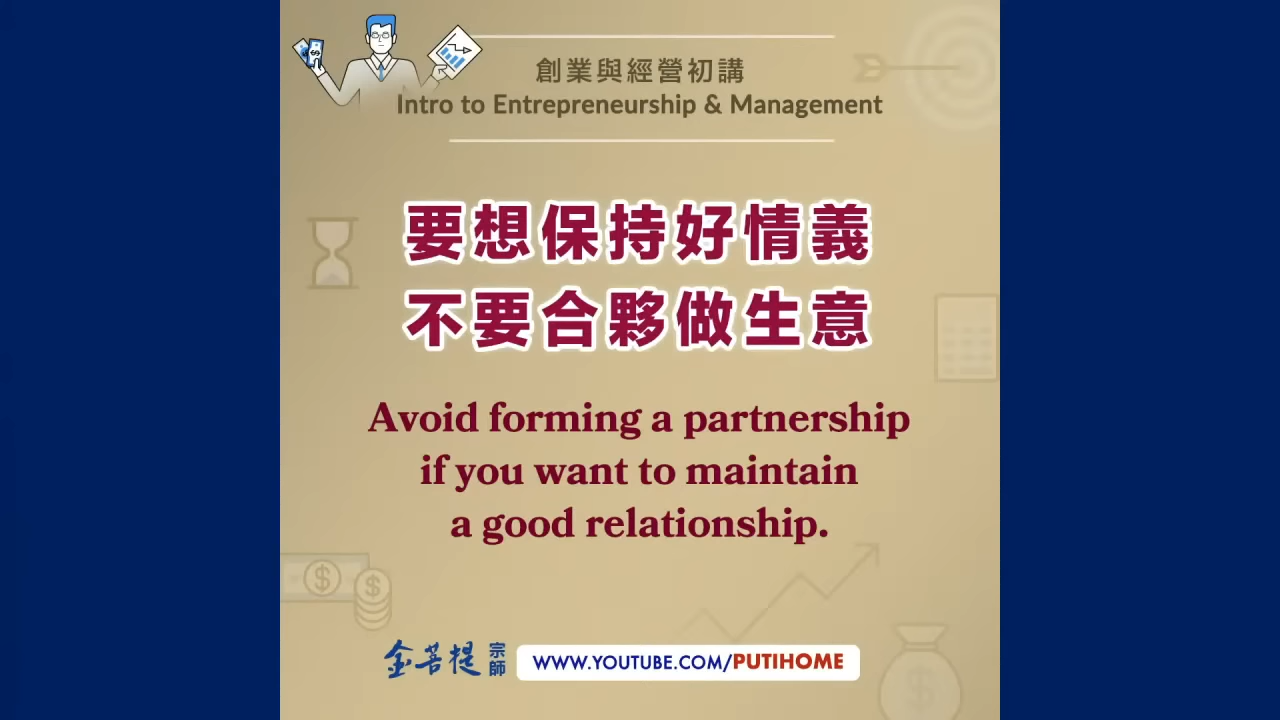 創業與經營初講
Intro to Entrepreneurship & Management
要想保持好情義
不要合夥做生意
Avoid forming a partnership
if you want to maintain
a good relationship.
金菩提宗師 WWW.YOUTUBE.COM/PUTIHOME